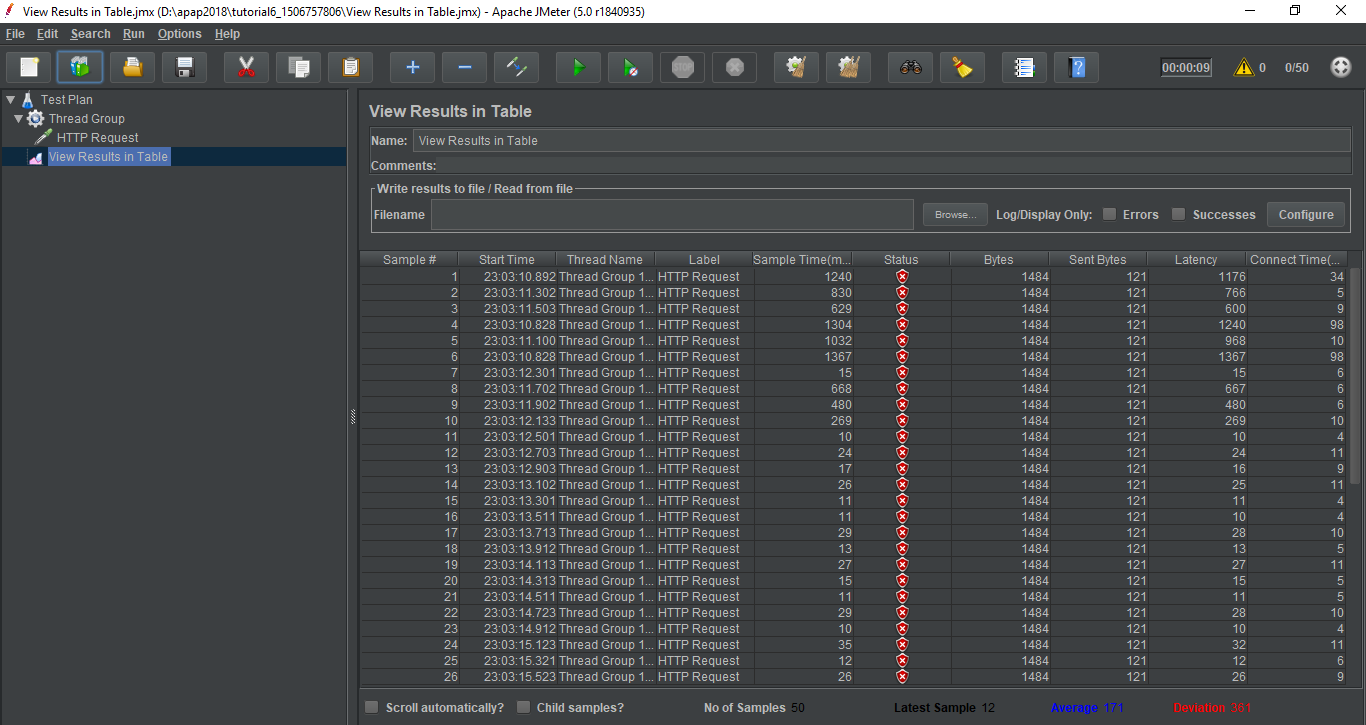 View Results in Table.jmx (D:\apap2018\tutorial6_1506757806\View Results in Table.jmx) - Apache JMeter (5.0 r1840935)
File Edit Search Run Options Help
STOP 00:00:09 0 0/50
Test Plan
Thread Group
HTTP Request
View Results in Table
View Results in Table
Name: View Results in Table
Comments:
Write results to file / Read from file
Filename Browse... Log/Display Only: Errors Successes Configure
Sample # Start Time Thread Name Label Sample Time(m... Status Bytes Sent Bytes Latency Connect Time(...
1 23:03:10.892 Thread Group 1... HTTP Request 1240 1484 121 1176 34
2 23:03:11.302 Thread Group 1... HTTP Request 830 1484 121 766 5
3 23:03:11.503 Thread Group 1... HTTP Request 629 1484 121 600 9
4 23:03:10.828 Thread Group 1... HTTP Request 1304 1484 121 1240 98
5 23:03:11.100 Thread Group 1... HTTP Request 1032 1484 121 968 10
6 23:03:10.828 Thread Group 1... HTTP Request 1367 1484 121 1367 98
7 23:03:12.301 Thread Group 1... HTTP Request 15 1484 121 15 6
8 23:03:11.702 Thread Group 1... HTTP Request 668 1484 121 667 6
9 23:03:11.902 Thread Group 1... HTTP Request 480 1484 121 480 6
10 23:03:12.133 Thread Group 1... HTTP Request 269 1484 121 269 10
11 23:03:12.501 Thread Group 1... HTTP Request 10 1484 121 10 4
12 23:03:12.703 Thread Group 1... HTTP Request 24 1484 121 24 11
13 23:03:12.903 Thread Group 1... HTTP Request 17 1484 121 16 9
14 23:03:13.102 Thread Group 1... HTTP Request 26 1484 121 25 11
15 23:03:13.301 Thread Group 1... HTTP Request 11 1484 121 11 4
16 23:03:13.511 Thread Group 1... HTTP Request 11 1484 121 10 4
17 23:03:13.713 Thread Group 1... HTTP Request 29 1484 121 28 10
18 23:03:13.912 Thread Group 1... HTTP Request 13 1484 121 13 5
19 23:03:14.113 Thread Group 1... HTTP Request 27 1484 121 27 11
20 23:03:14.313 Thread Group 1... HTTP Request 15 1484 121 15 5
21 23:03:14.511 Thread Group 1... HTTP Request 11 1484 121 11 5
22 23:03:14.723 Thread Group 1... HTTP Request 29 1484 121 28 10
23 23:03:14.912 Thread Group 1... HTTP Request 10 1484 121 10 4
24 23:03:15.123 Thread Group 1... HTTP Request 35 1484 121 32 11
25 23:03:15.321 Thread Group 1... HTTP Request 12 1484 121 12 6
26 23:03:15.523 Thread Group 1... HTTP Request 26 1484 121 26 9
Scroll automatically? Child samples? No of Samples 50 Latest Sample 12 Average 171 Deviation 361